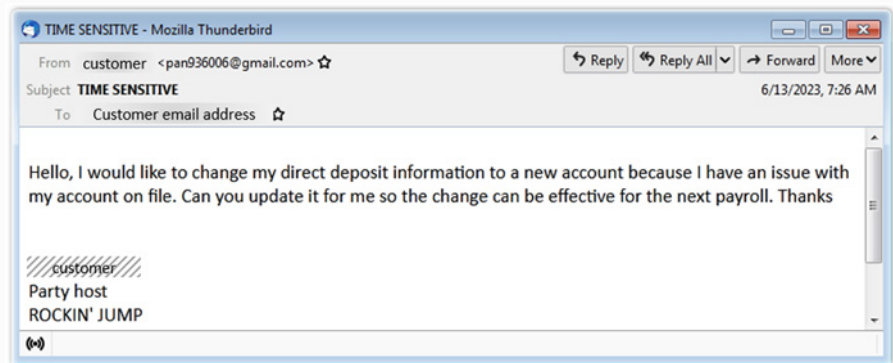 TIME SENSITIVE - Mozilla Thunderbird
From customer <pan936006@gmail.com> Reply Reply All Forward More
Subject TIME SENSITIVE 6/13/2023, 7:26 AM
To Customer email address
Hello, I would like to change my direct deposit information to a new account because I have an issue with
my account on file. Can you update it for me so the change can be effective for the next payroll. Thanks
customer
Party host
ROCKIN' JUMP